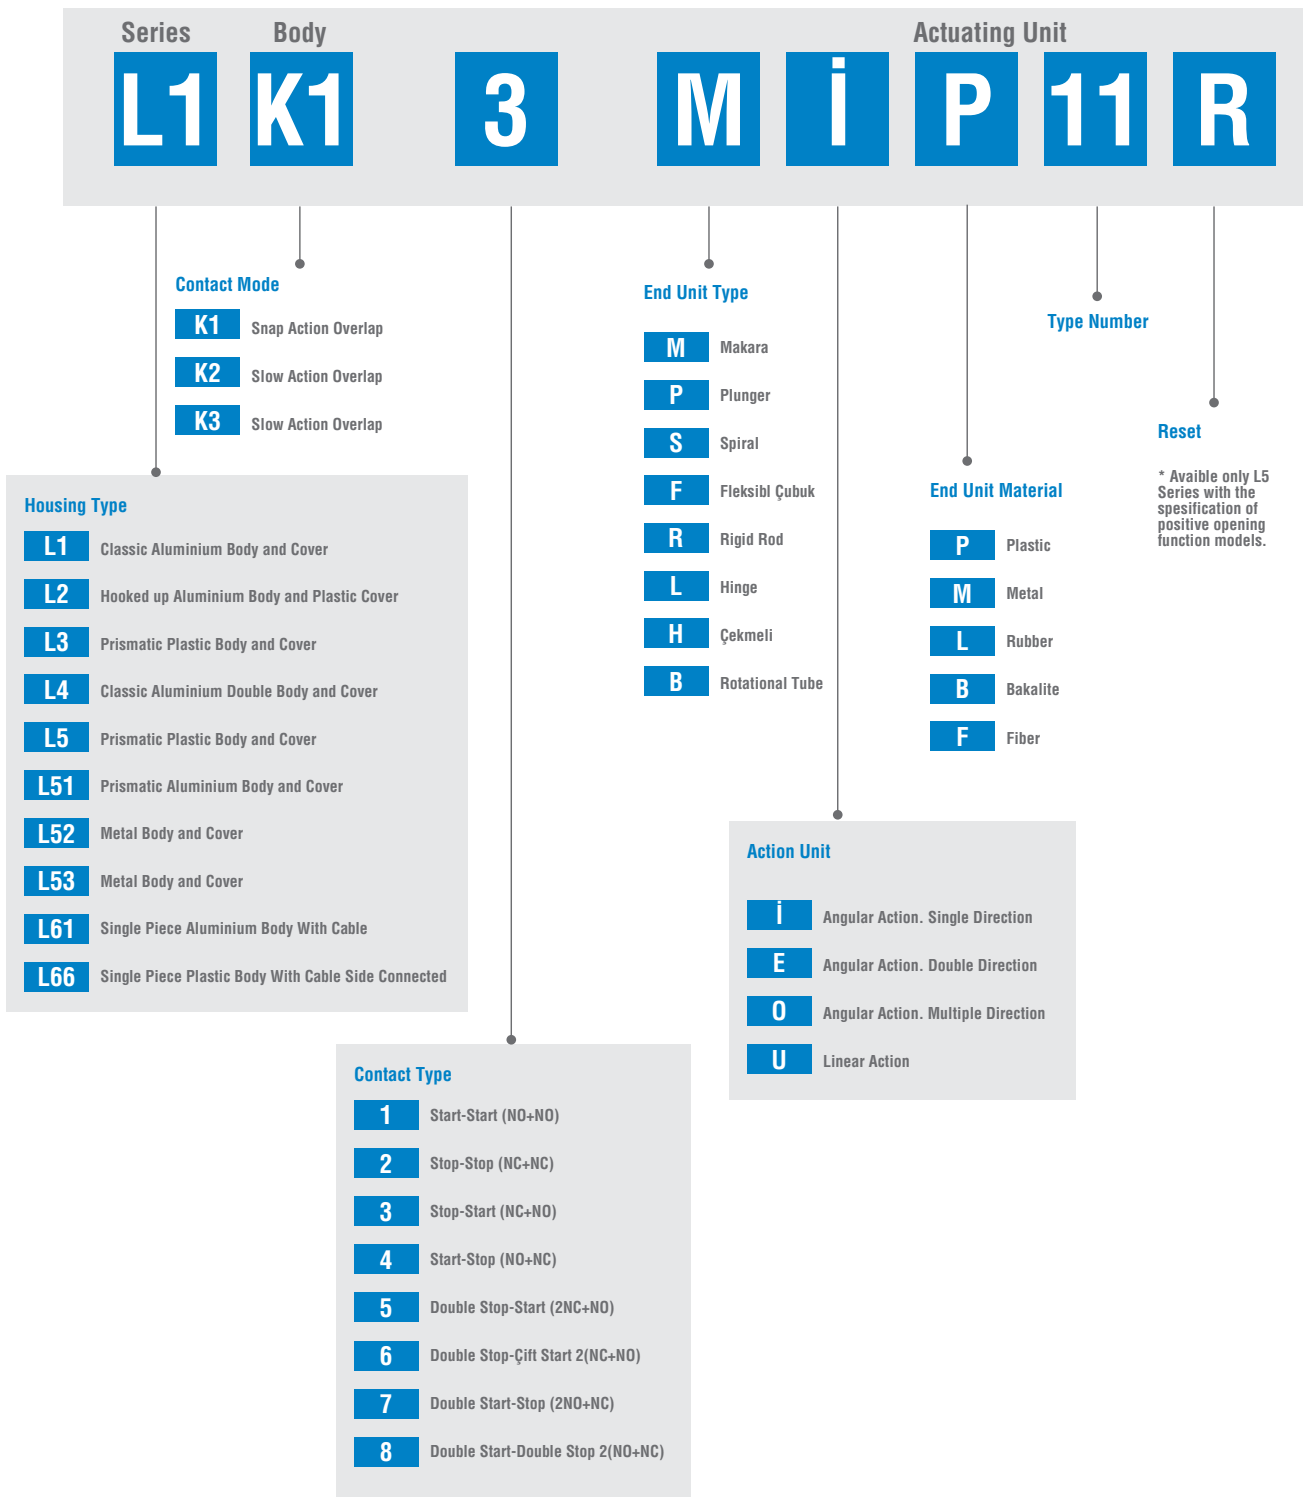 Series
Body
Actuating Unit
L1
K1
3
M
İ
P
11
R
Contact Mode
K1 Snap Action Overlap
K2 Slow Action Overlap
K3 Slow Action Overlap
Housing Type
L1 Classic Aluminium Body and Cover
L2 Hooked up Aluminium Body and Plastic Cover
L3 Prismatic Plastic Body and Cover
L4 Classic Aluminium Double Body and Cover
L5 Prismatic Plastic Body and Cover
L51 Prismatic Aluminium Body and Cover
L52 Metal Body and Cover
L53 Metal Body and Cover
L61 Single Piece Aluminium Body With Cable
L66 Single Piece Plastic Body With Cable Side Connected
Contact Type
1 Start-Start (NO+NO)
2 Stop-Stop (NC+NC)
3 Stop-Start (NC+NO)
4 Start-Stop (NO+NC)
5 Double Stop-Start (2NC+NO)
6 Double Stop-Çift Start 2(NC+NO)
7 Double Start-Stop (2NO+NC)
8 Double Start-Double Stop 2(NO+NC)
End Unit Type
M Makara
P Plunger
S Spiral
F Fleksibl Çubuk
R Rigid Rod
L Hinge
H Çekmeli
B Rotational Tube
Action Unit
İ Angular Action. Single Direction
E Angular Action. Double Direction
O Angular Action. Multiple Direction
U Linear Action
End Unit Material
P Plastic
M Metal
L Rubber
B Bakalite
F Fiber
Type Number
Reset
* Avaible only L5
Series with the
spesification of
positive opening
function models.